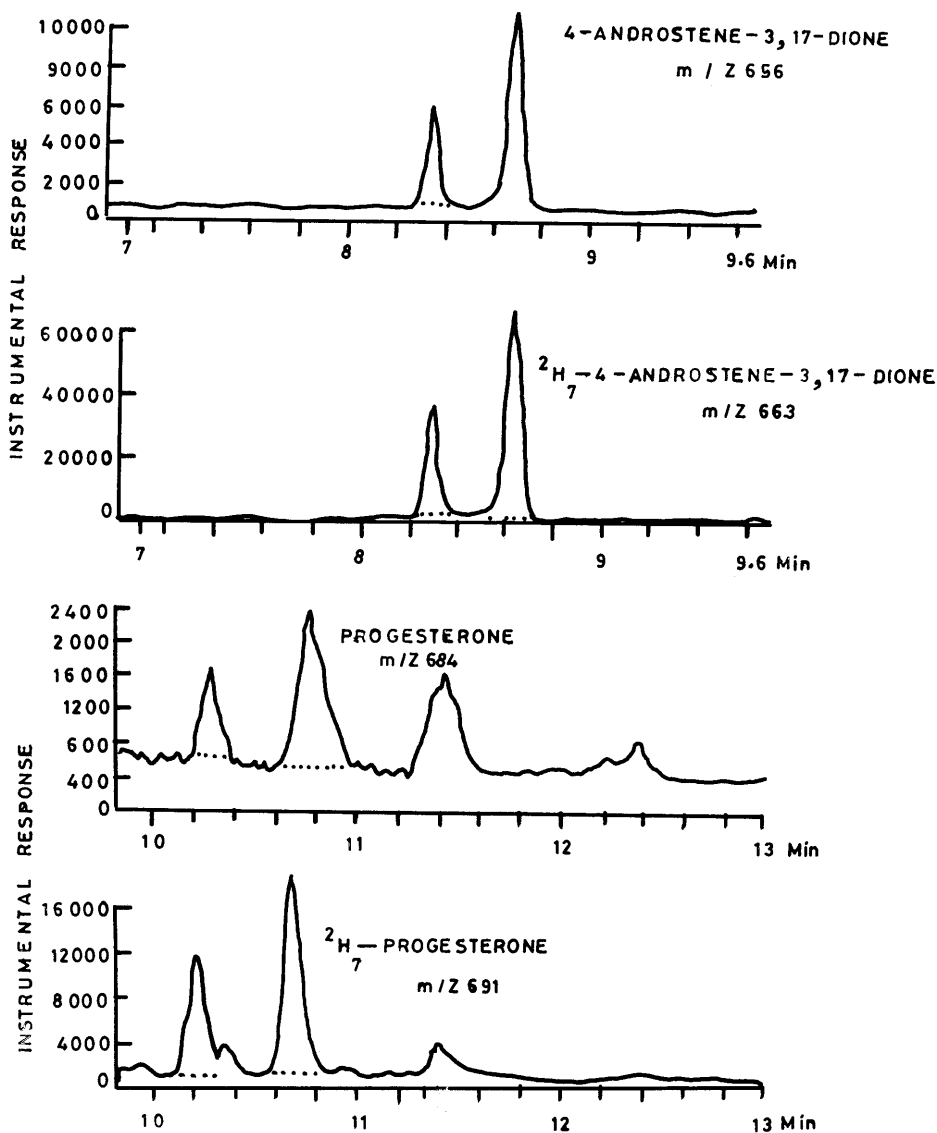 10000
4-ANDROSTENE-3,17-DIONE
9000
m / Z 656
6000
4000
2000
0
7 8 9 9.6 Min
INSTRUMENTAL RESPONSE
60000
²H₇-4-ANDROSTENE-3,17-DIONE
40000
m/Z 663
20000
0
7 8 9 9.6 Min
2400
PROGESTERONE
2000
m/Z 684
1600
1200
600
400
0
10 11 12 13 Min
INSTRUMENTAL RESPONSE
16000
²H₇-PROGESTERONE
12000
m/Z 691
8000
4000
0
10 11 12 13 Min